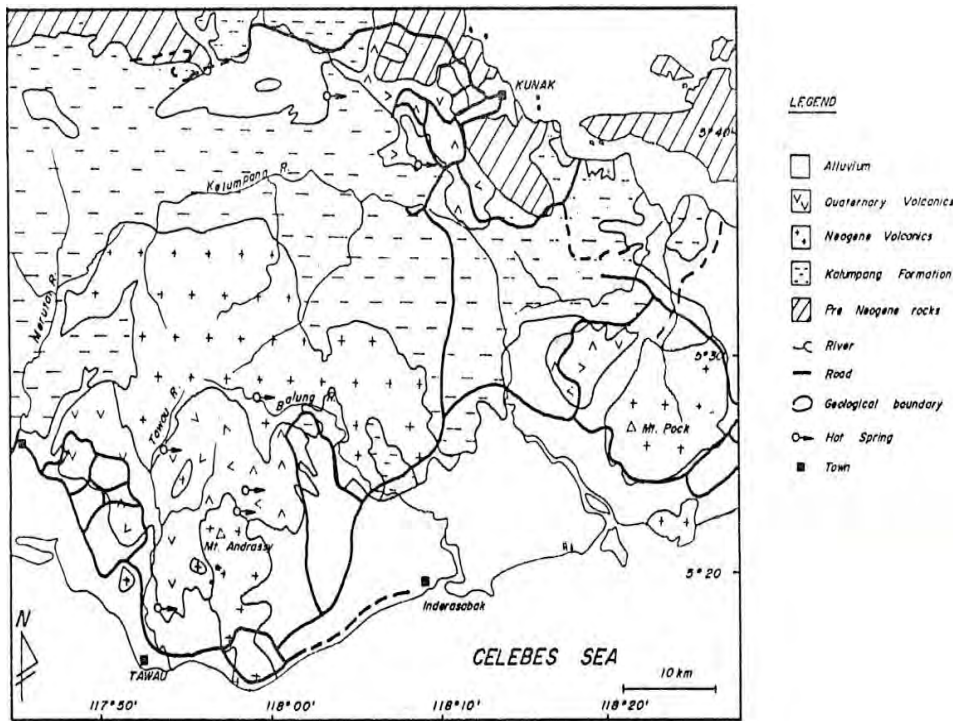 KUNAK
5° 40'
Kalumpang R.
Merutai R.
5° 30'
Balung R.
Tawau R.
Mt. Pock
Mt. Andrassy
5° 20
Inderasabak
N
CELEBES SEA
TAWAU
10 km
117° 50'
118° 00'
118° 10'
118° 20'
LEGEND
Alluvium
Quaternary Volcanics
Neogene Volcanics
Kalumpang Formation
Pre Neogene rocks
River
Road
Geological boundary
Hot Spring
Town